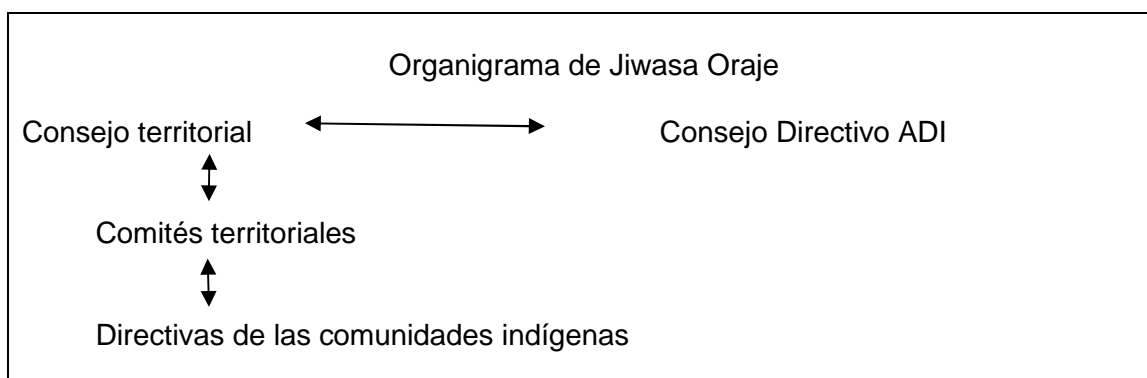 Organigrama de Jiwasa Oraje
Consejo territorial Consejo Directivo ADI
Comités territoriales
Directivas de las comunidades indígenas